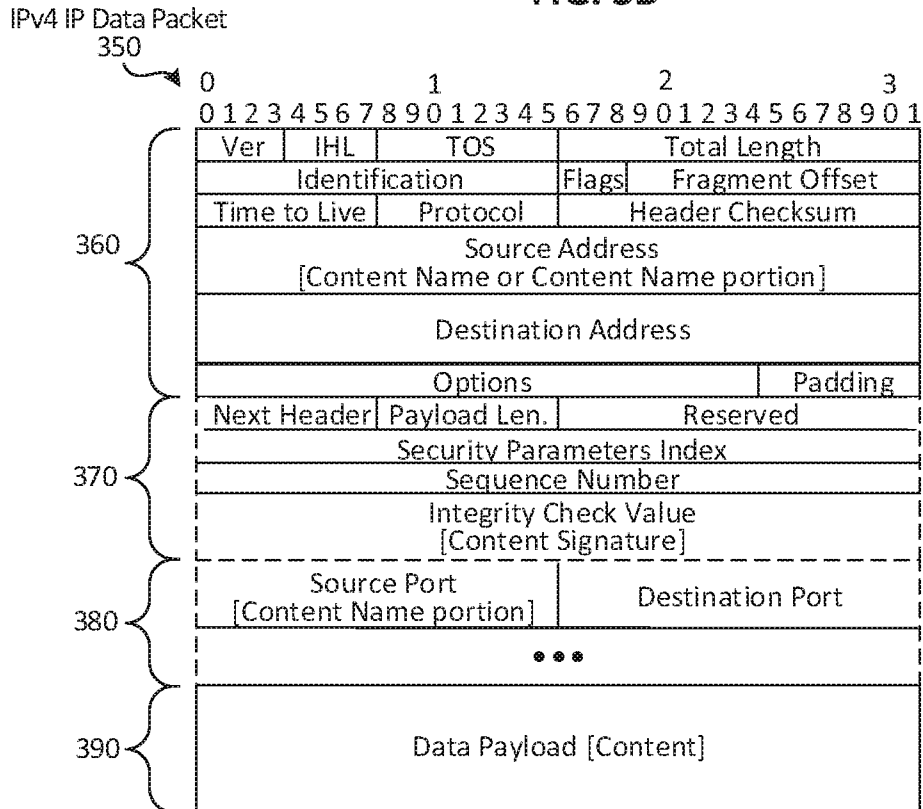 IPv4 IP Data Packet
350
0 1 2 3
0 1 2 3 4 5 6 7 8 9 0 1 2 3 4 5 6 7 8 9 0 1 2 3 4 5 6 7 8 9 0 1
Ver IHL TOS Total Length
Identification Flags Fragment Offset
Time to Live Protocol Header Checksum
360
Source Address
[Content Name or Content Name portion]
Destination Address
Options Padding
Next Header Payload Len. Reserved
Security Parameters Index
370
Sequence Number
Integrity Check Value
[Content Signature]
Source Port
[Content Name portion] Destination Port
380
390
Data Payload [Content]